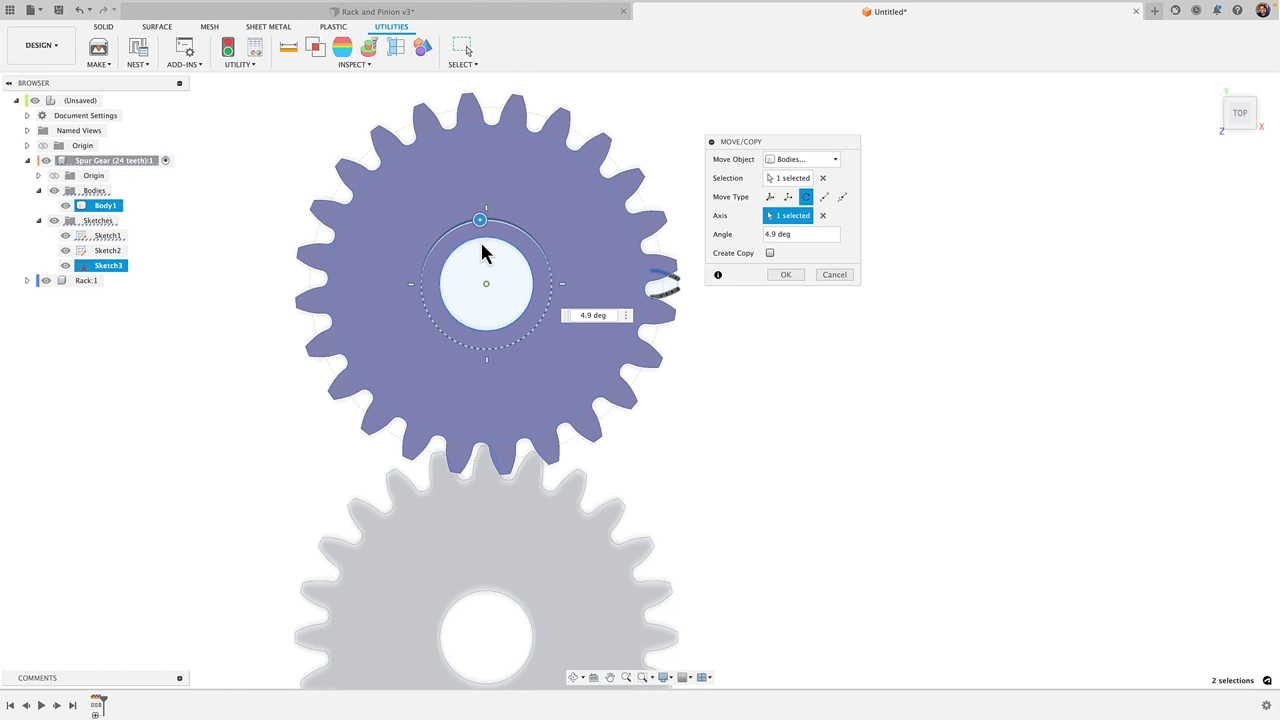 Rack and Pinion v3*
Untitled*
DESIGN
SOLID
SURFACE
MESH
SHEET METAL
PLASTIC
UTILITIES
MAKE
NEST
ADD-INS
UTILITY
INSPECT
SELECT
BROWSER
(Unsaved)
Document Settings
Named Views
Origin
Spur Gear (24 teeth):1
Origin
Bodies
Body1
Sketches
Sketch1
Sketch2
Sketch3
Rack:1
Y
TOP
X
Z
MOVE/COPY
Move Object
Bodies...
Selection
1 selected
Move Type
Axis
1 selected
Angle
4.9 deg
Create Copy
OK
Cancel
4.9 deg
COMMENTS
2 selections